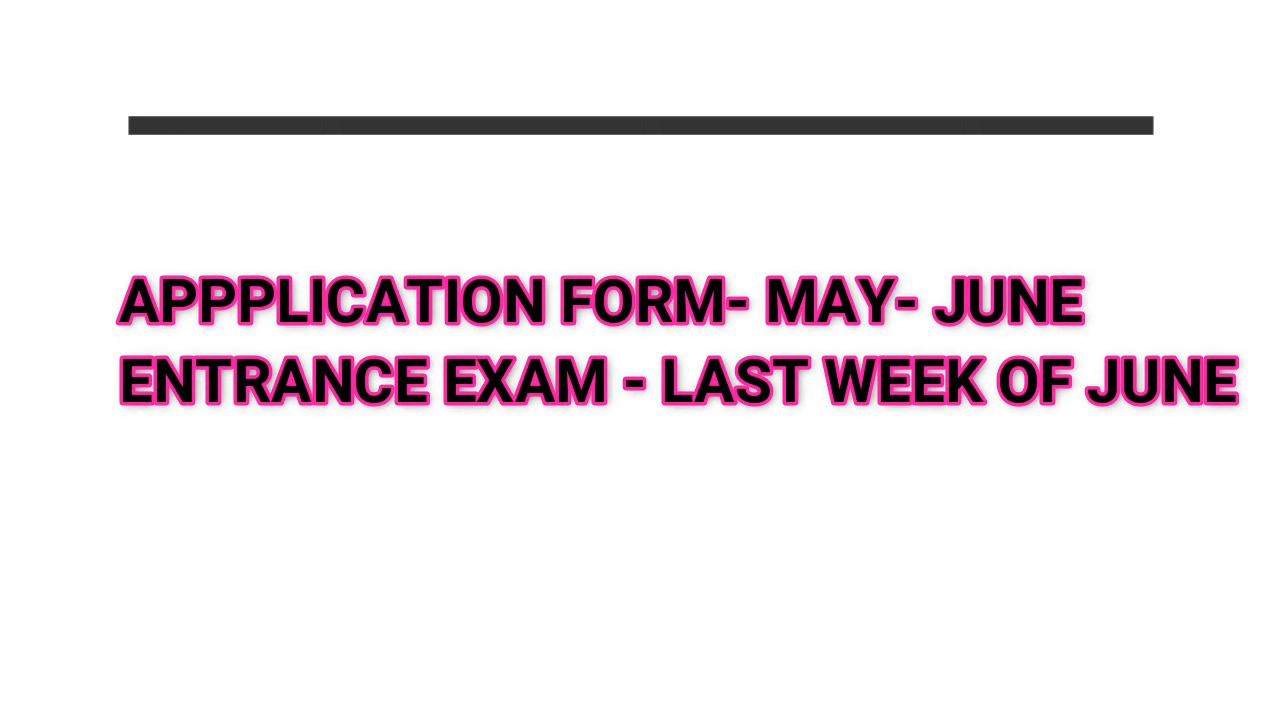 APPPLICATION FORM- MAY- JUNE
ENTRANCE EXAM - LAST WEEK OF JUNE